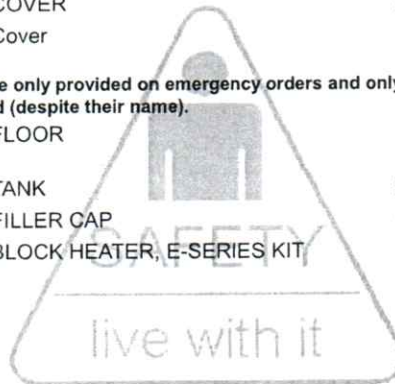 COVER
Cover
e only provided on emergency orders and only
d (despite their name).
FLOOR
TANK
FILLER CAP
BLOCK HEATER, E-SERIES KIT
SAFETY
live with it